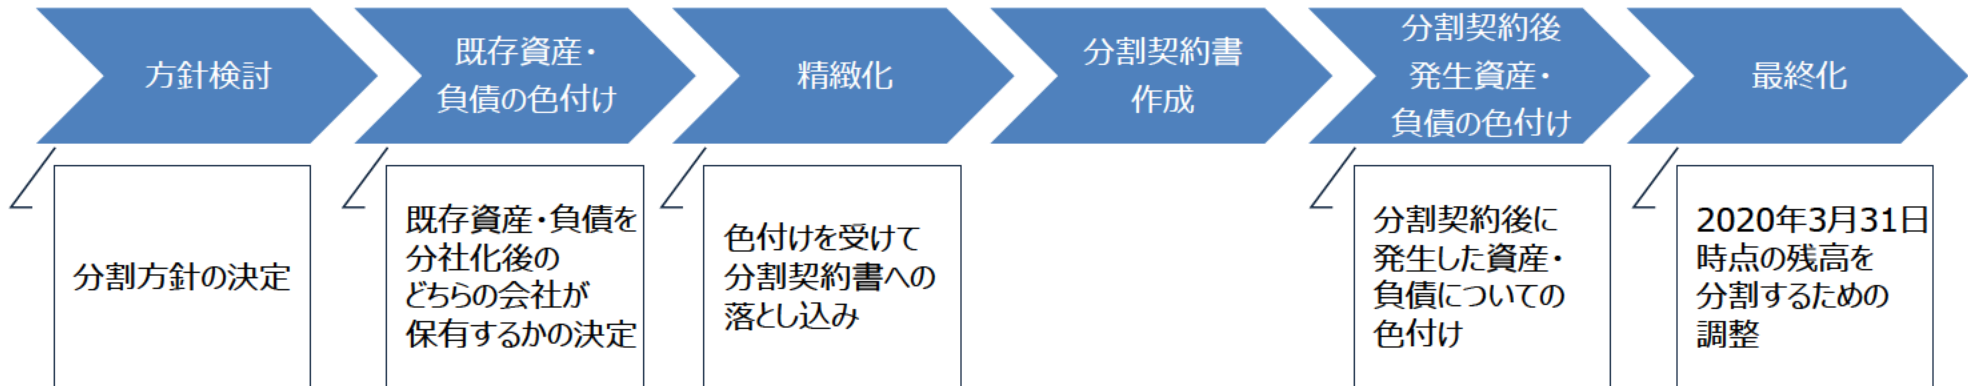 方針検討
既存資産・
負債の色付け
精緻化
分割契約書
作成
分割契約後
発生資産・
負債の色付け
最終化
分割方針の決定
既存資産・負債を
分社化後の
どちらの会社が
保有するかの決定
色付けを受けて
分割契約書への
落とし込み
分割契約後に
発生した資産・
負債についての
色付け
2020年3月31日
時点の残高を
分割するための
調整